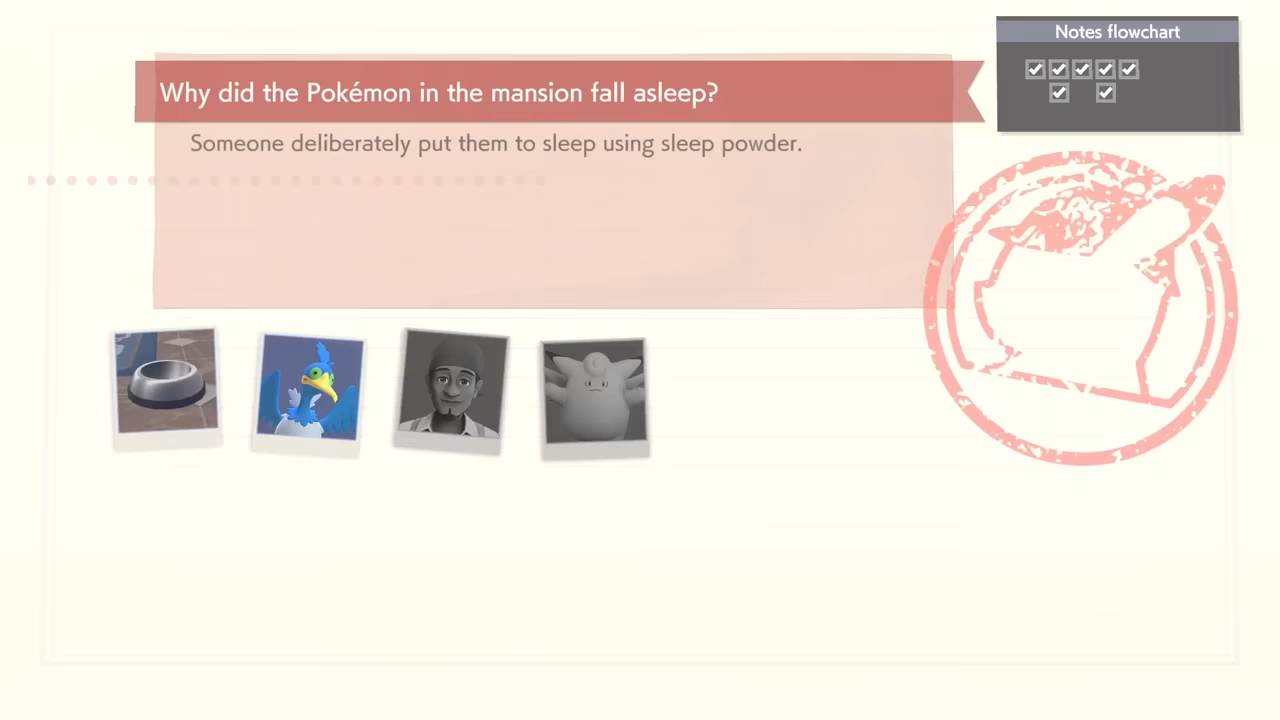 Notes flowchart
Why did the Pokémon in the mansion fall asleep?
Someone deliberately put them to sleep using sleep powder.